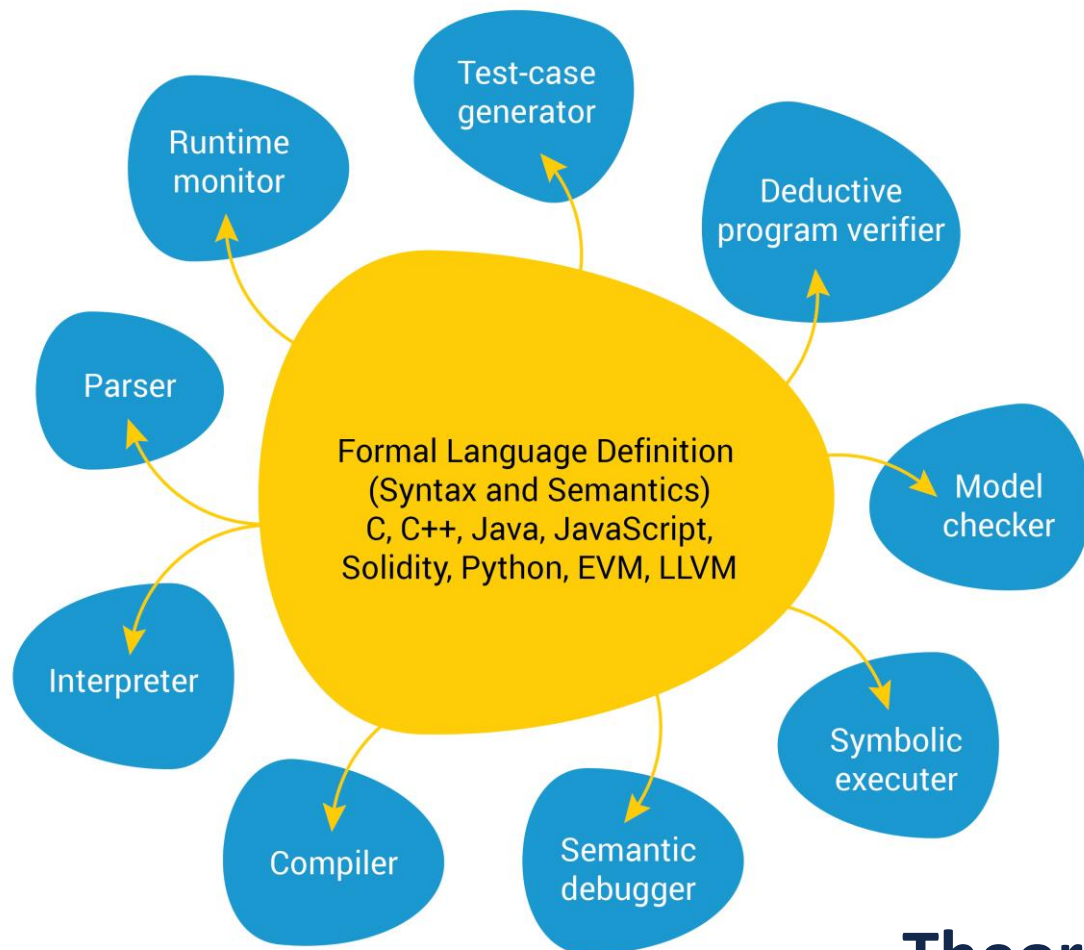 Test-case
generator
Runtime
monitor
Deductive
program verifier
Parser
Formal Language Definition
(Syntax and Semantics)
C, C++, Java, JavaScript,
Solidity, Python, EVM, LLVM
Model
checker
Interpreter
Symbolic
executer
Compiler
Semantic
debugger